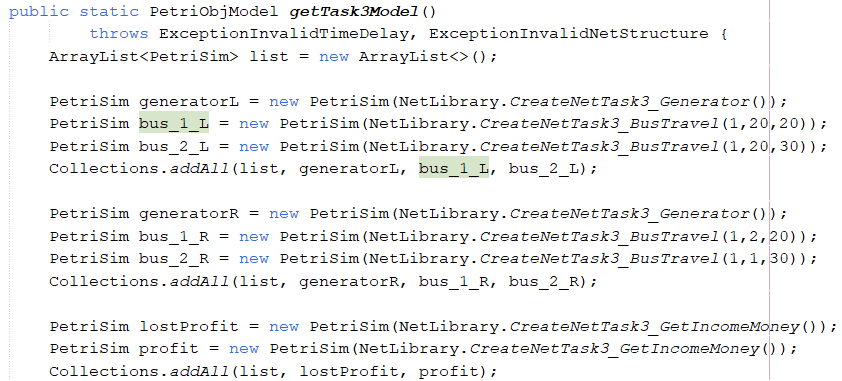 public static PetriObjModel getTask3Model()
throws ExceptionInvalidTimeDelay, ExceptionInvalidNetStructure {
ArrayList<PetriSim> list = new ArrayList<>();
PetriSim generatorL = new PetriSim(NetLibrary.CreateNetTask3_Generator());
PetriSim bus_1_L = new PetriSim(NetLibrary.CreateNetTask3_BusTravel(1,20,20));
PetriSim bus_2_L = new PetriSim(NetLibrary.CreateNetTask3_BusTravel(1,20,30));
Collections.addAll(list, generatorL, bus_1_L, bus_2_L);
PetriSim generatorR = new PetriSim(NetLibrary.CreateNetTask3_Generator());
PetriSim bus_1_R = new PetriSim(NetLibrary.CreateNetTask3_BusTravel(1,2,20));
PetriSim bus_2_R = new PetriSim(NetLibrary.CreateNetTask3_BusTravel(1,1,30));
Collections.addAll(list, generatorR, bus_1_R, bus_2_R);
PetriSim lostProfit = new PetriSim(NetLibrary.CreateNetTask3_GetIncomeMoney());
PetriSim profit = new PetriSim(NetLibrary.CreateNetTask3_GetIncomeMoney());
Collections.addAll(list, lostProfit, profit);